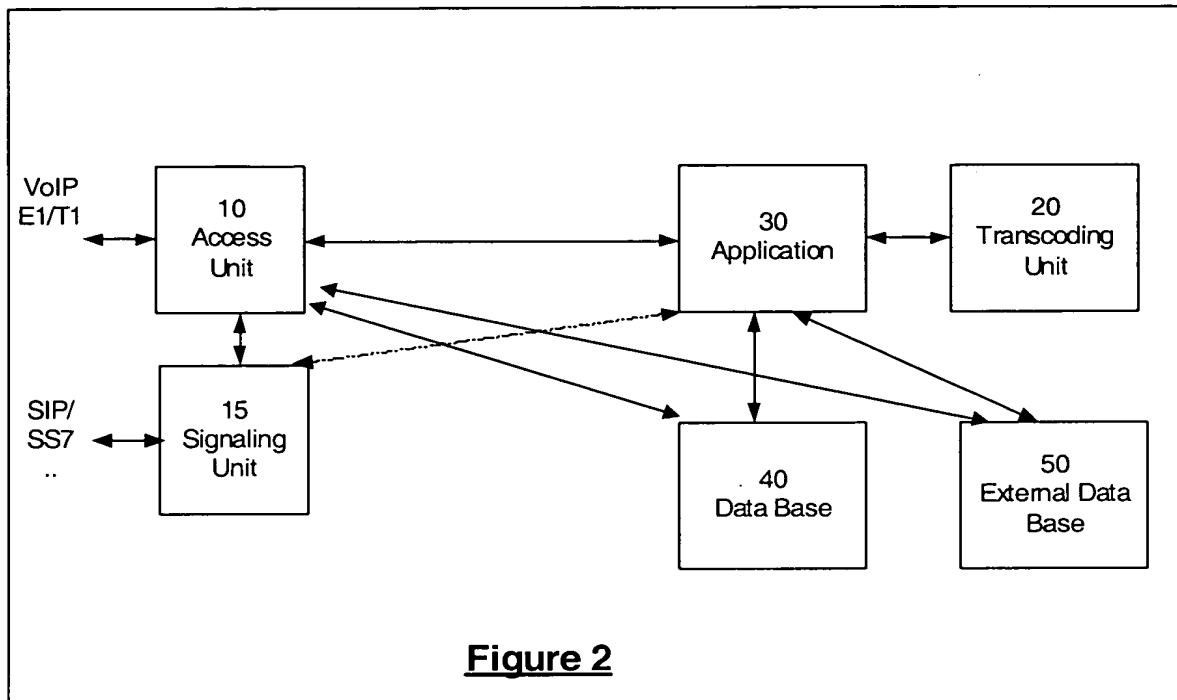 VoIP
E1/T1
10
Access
Unit
30
Application
20
Transcoding
Unit
SIP/
SS7
..
15
Signaling
Unit
40
Data Base
50
External Data
Base
Figure 2